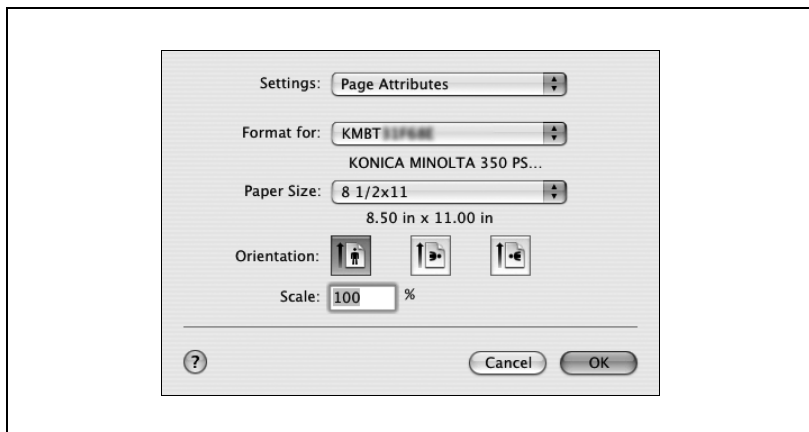 Settings: Page Attributes
Format for: KMBT
KONICA MINOLTA 350 PS...
Paper Size: 8 1/2x11
8.50 in x 11.00 in
Orientation:
Scale: 100 %
? Cancel OK